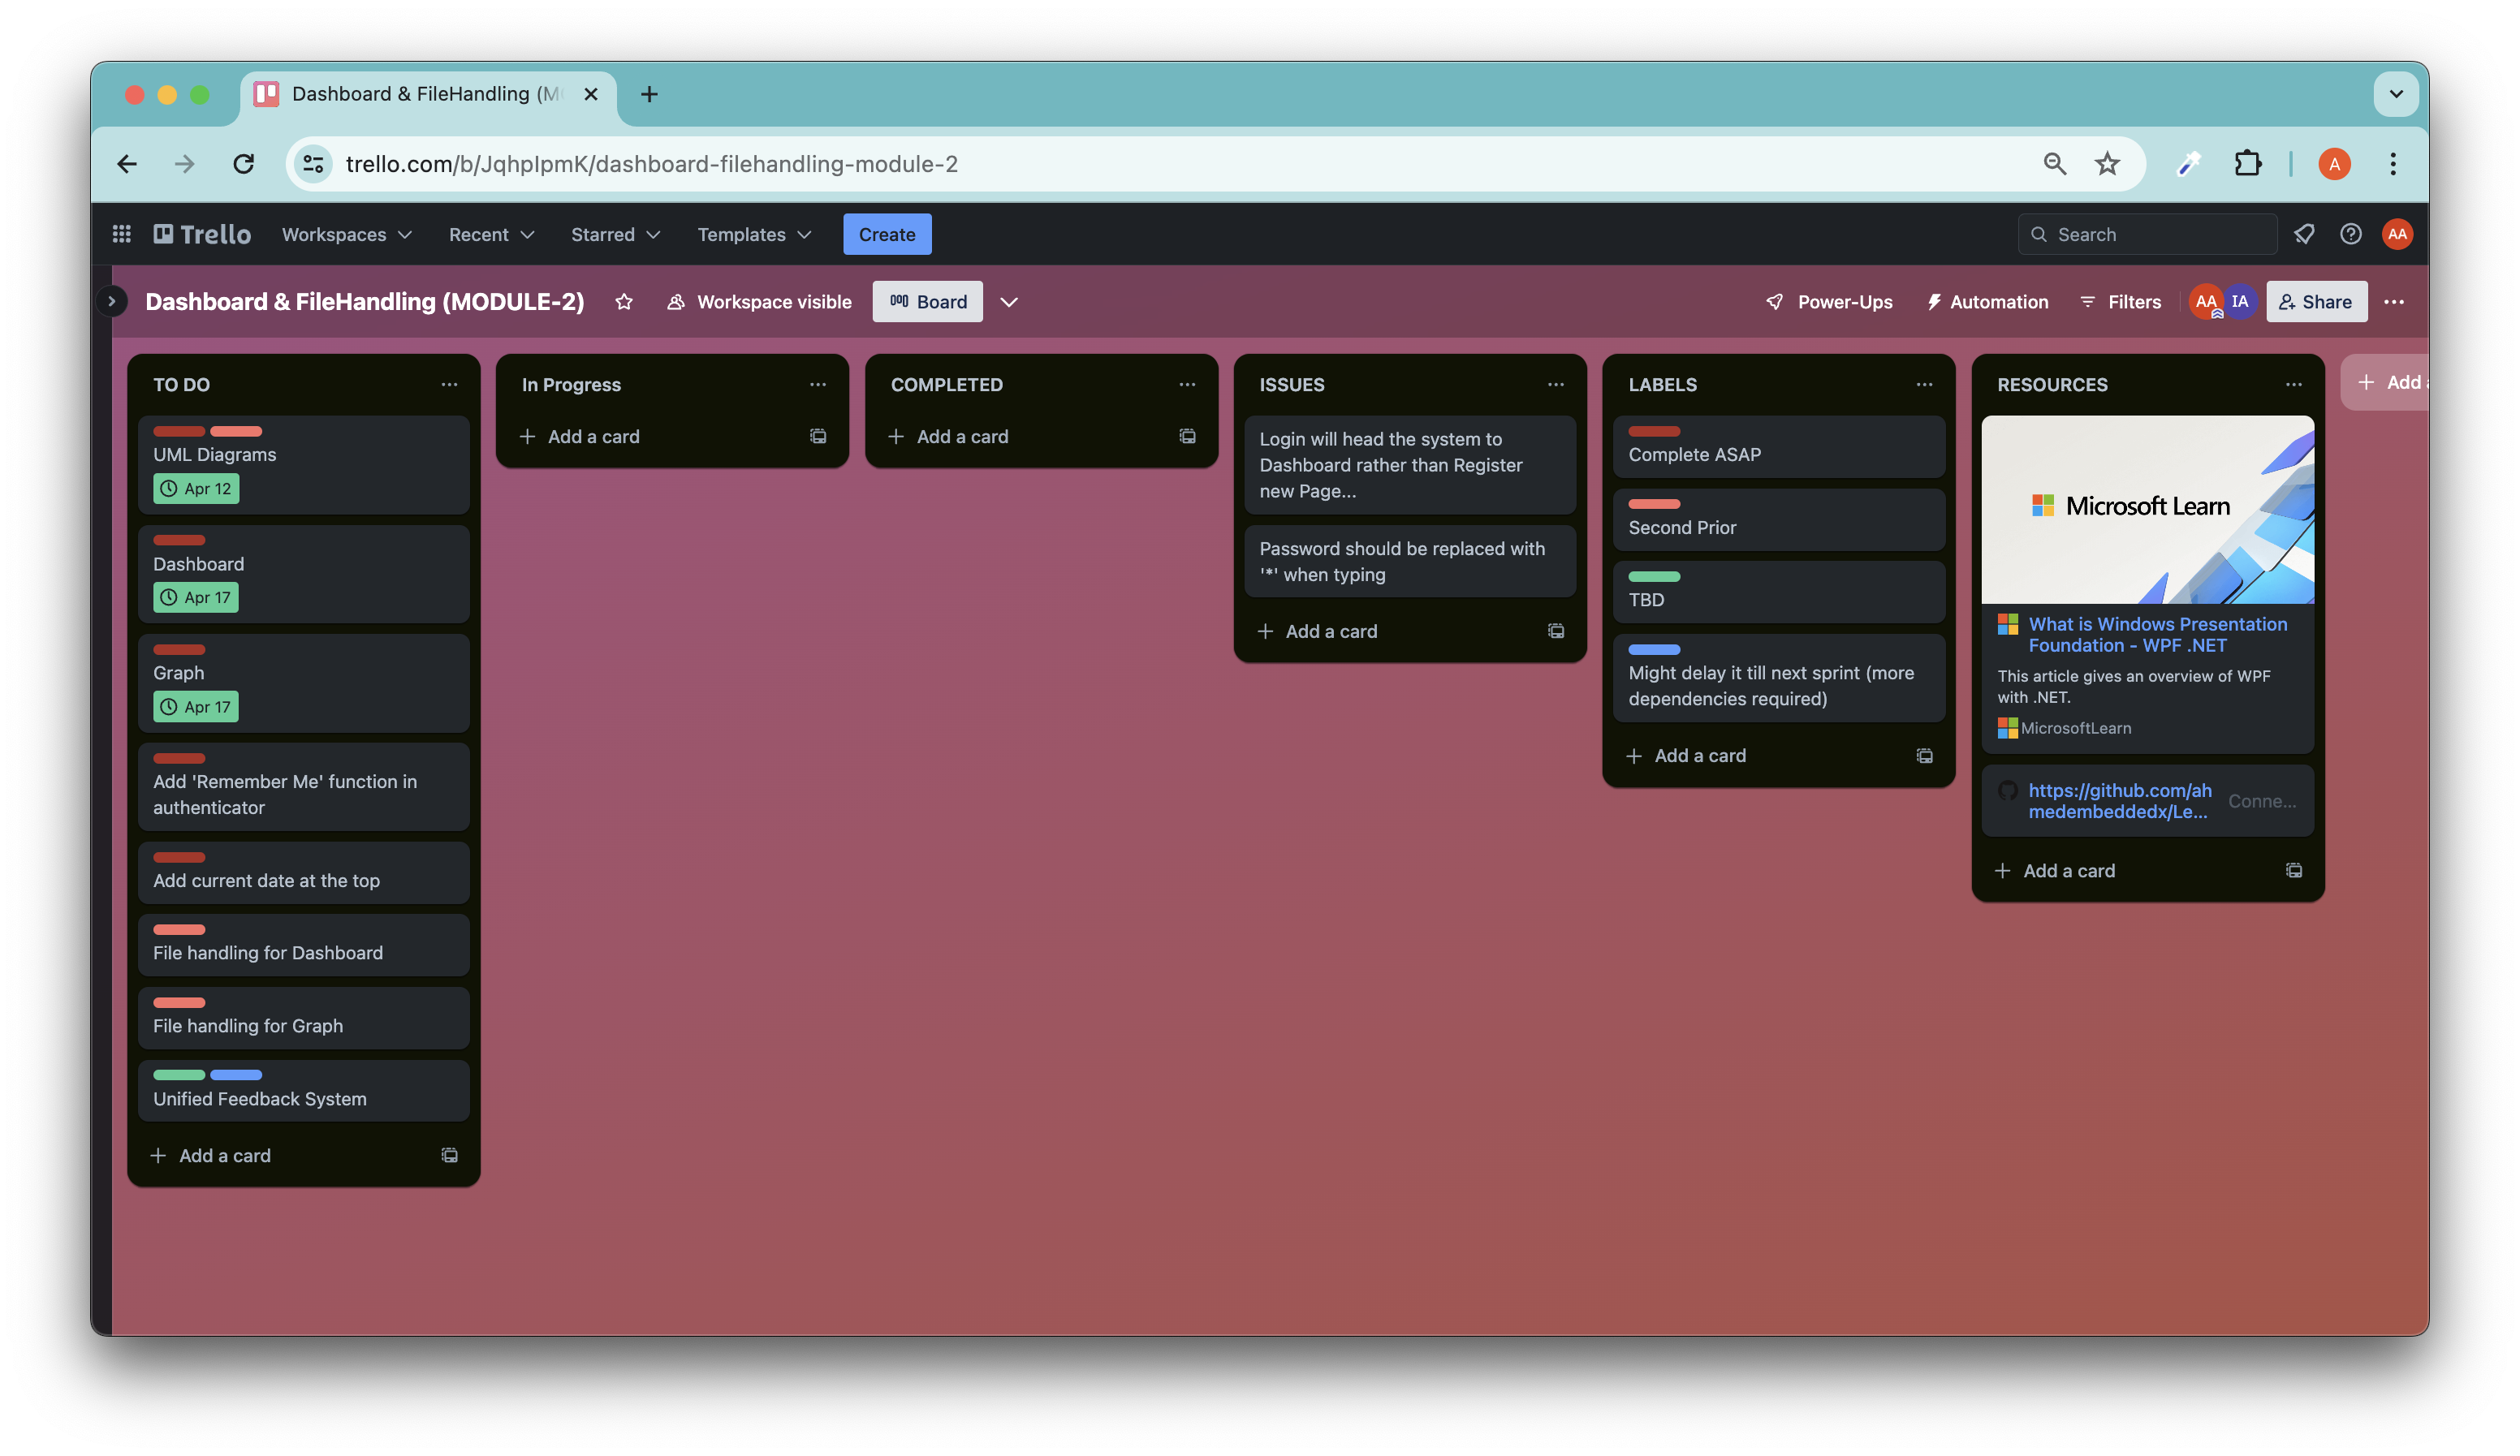 Dashboard & FileHandling (M
trello.com/b/JqhpIpmK/dashboard-filehandling-module-2
A
Trello
Workspaces
Recent
Starred
Templates
Create
Search
AA
Dashboard & FileHandling (MODULE-2)
Workspace visible
Board
Power-Ups
Automation
Filters
AA
IA
Share
TO DO
UML Diagrams
Apr 12
Dashboard
Apr 17
Graph
Apr 17
Add 'Remember Me' function in
authenticator
Add current date at the top
File handling for Dashboard
File handling for Graph
Unified Feedback System
+ Add a card
In Progress
+ Add a card
COMPLETED
+ Add a card
ISSUES
Login will head the system to
Dashboard rather than Register
new Page...
Password should be replaced with
'*' when typing
+ Add a card
LABELS
Complete ASAP
Second Prior
TBD
Might delay it till next sprint (more
dependencies required)
+ Add a card
RESOURCES
Microsoft Learn
What is Windows Presentation
Foundation - WPF .NET
This article gives an overview of WPF
with .NET.
MicrosoftLearn
https://github.com/ah
medembeddedx/Le...
Conne...
+ Add a card
+ Add